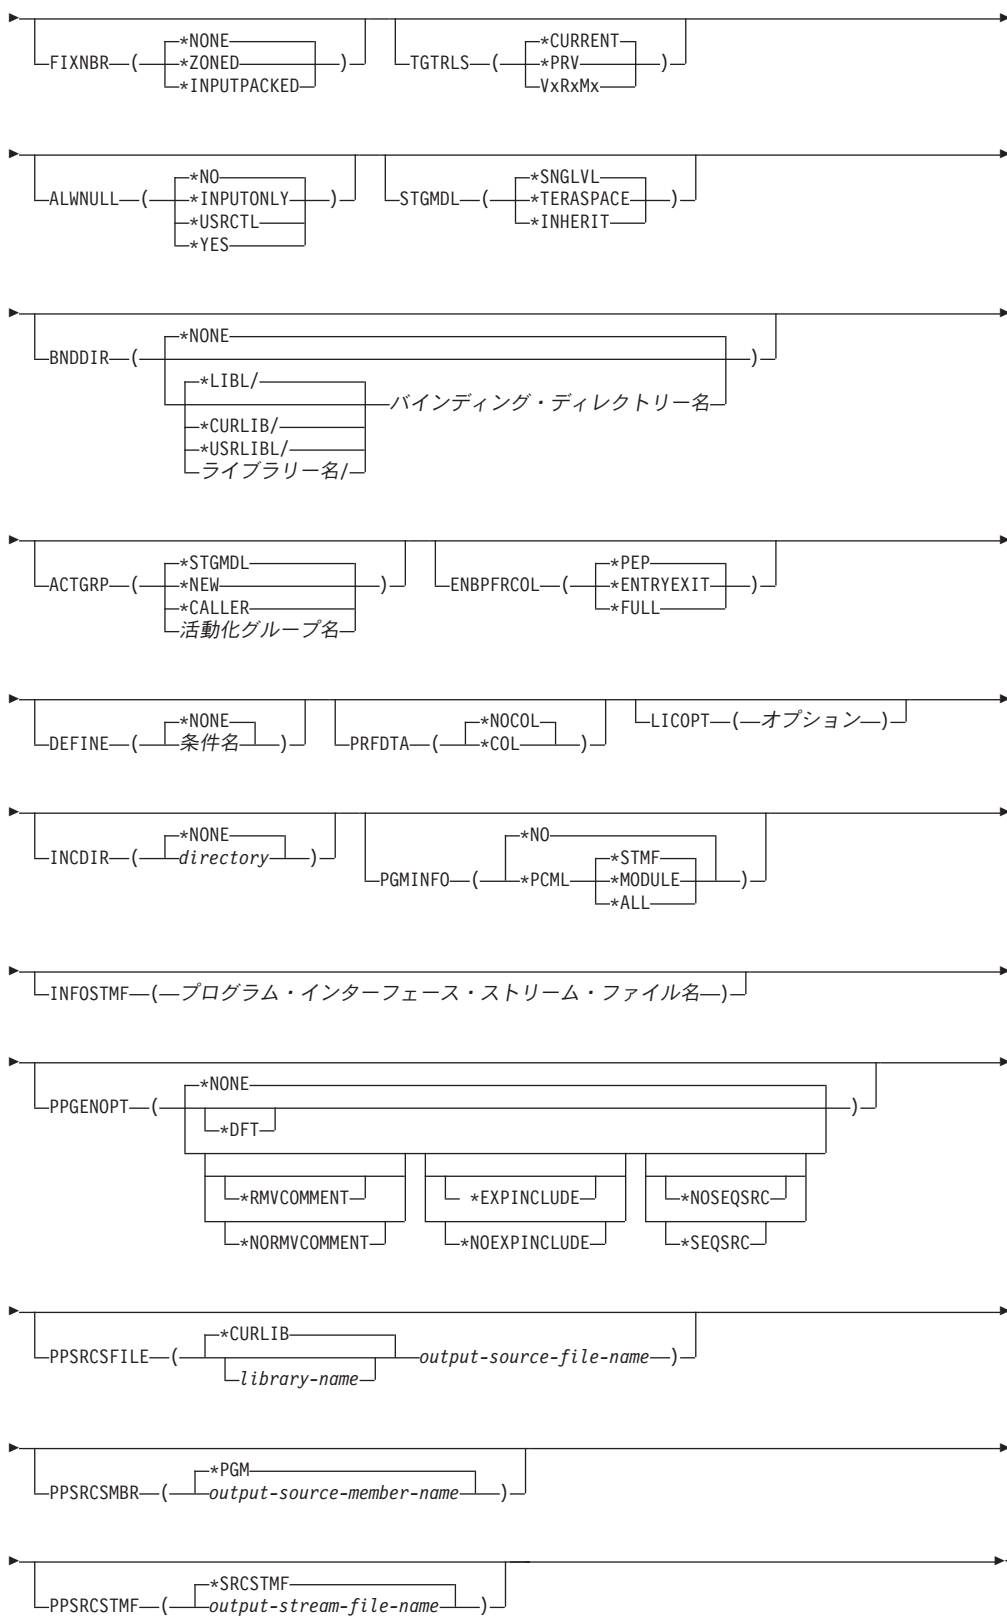 *NONE *CURRENT
FIXNBR ( *ZONED ) TGTRLS ( *PRV )
*INPUTPACKED VxRxMx
*NO *SNGLVL
ALWNULL ( *INPUTONLY ) STGMDL ( *TERASPACE )
*USRCTL *INHERIT
*YES
*NONE
BNDDIR ( )
*LIBL/
バインディング・ディレクトリー名
*CURLIB/
*USRLIBL/
ライブラリー名/
*STGMDL *PEP
ACTGRP ( *NEW ) ENBPFRCOL ( *ENTRYEXIT )
*CALLER *FULL
活動化グループ名
*NONE *NOCOL LICOPT ( オプション )
DEFINE ( 条件名 ) PRFDTA ( *COL )
*NONE *NO
INCDIR ( directory ) *STMF
PGMINFO ( *PCML *MODULE )
*ALL
INFOSTMF ( プログラム・インターフェース・ストリーム・ファイル名 )
*NONE
PPGENOPT ( )
*DFT
*RMVCOMMENT *EXPINCLUDE *NOSEQSRC
*NORMVCOMMENT *NOEXPINCLUDE *SEQSRC
*CURLIB
PPSRCSFILE ( output-source-file-name )
library-name
*PGM
PPSRCSMBR ( output-source-member-name )
*SRCSTMF
PPSRCSTMF ( output-stream-file-name )